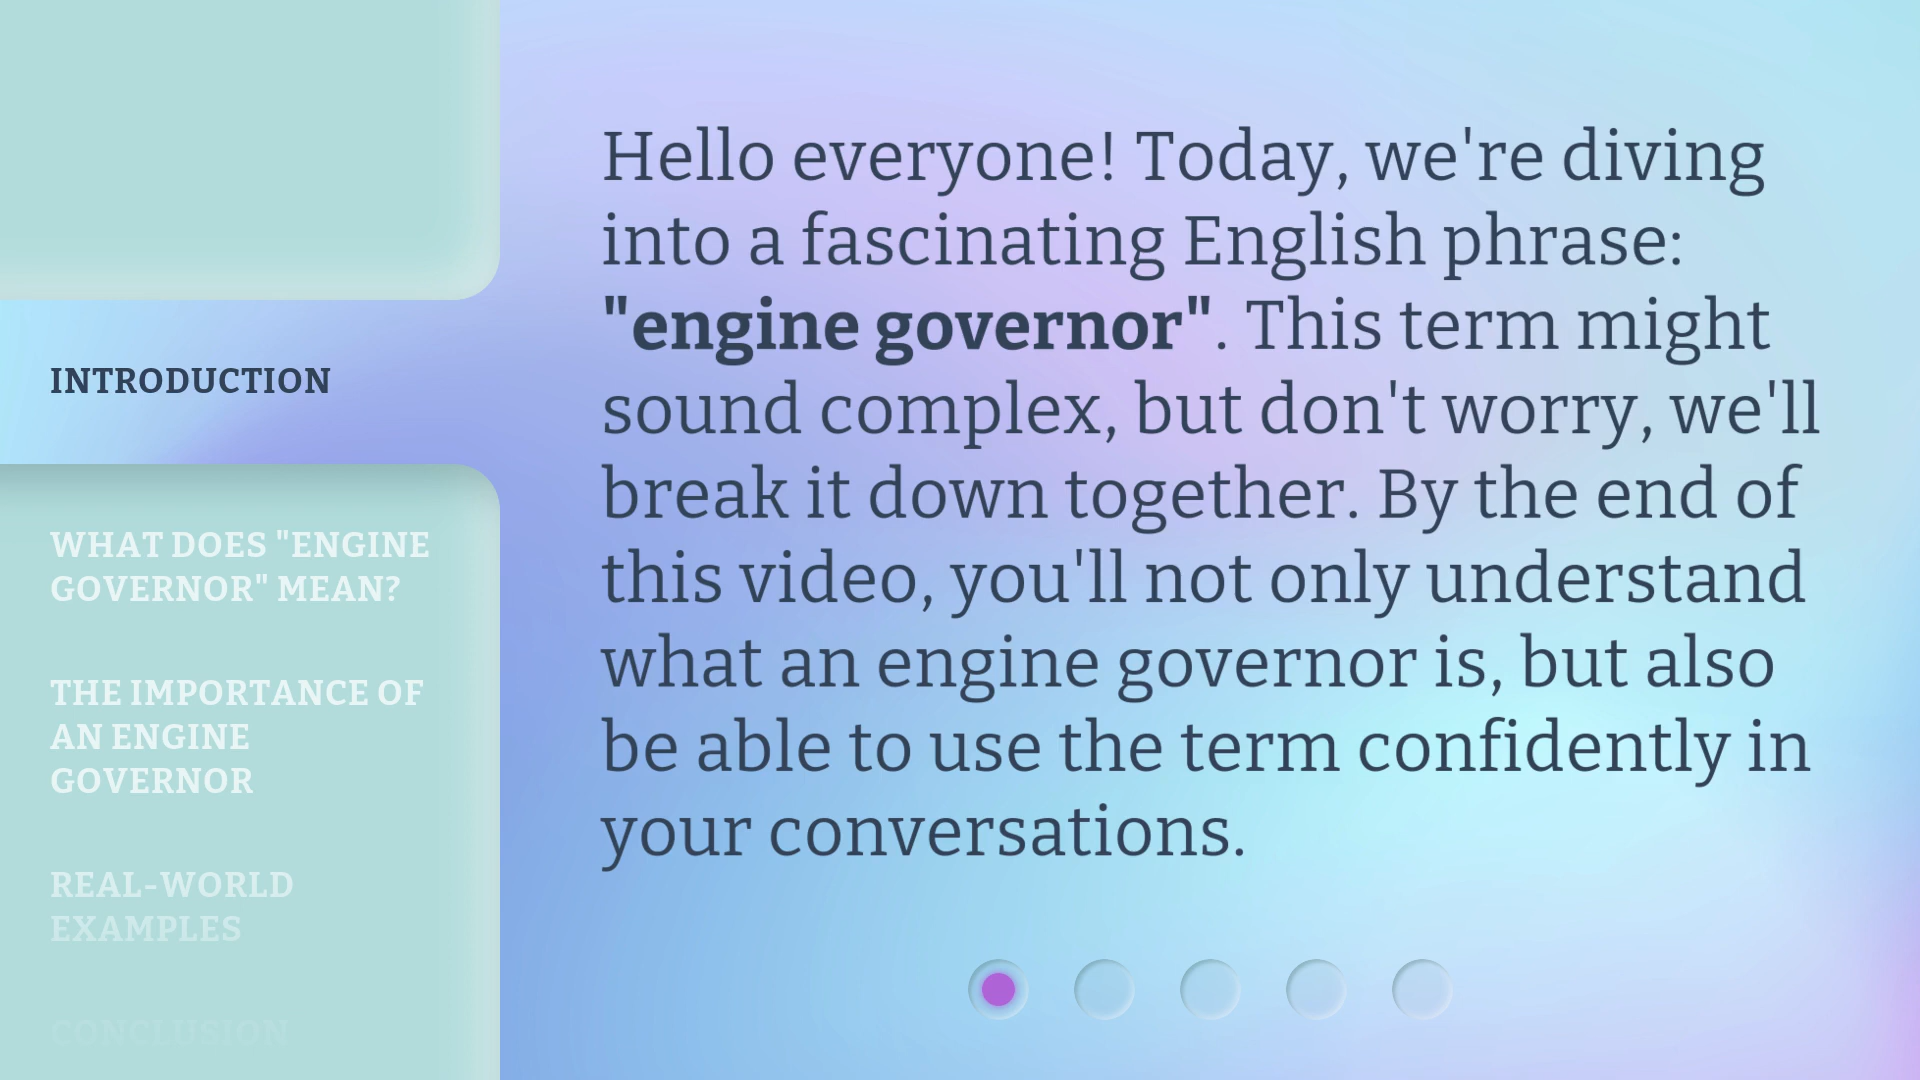 INTRODUCTION
WHAT DOES "ENGINE
GOVERNOR" MEAN?
THE IMPORTANCE OF
AN ENGINE
GOVERNOR
REAL-WORLD
EXAMPLES
CONCLUSION
Hello everyone! Today, we're diving
into a fascinating English phrase:
"engine governor". This term might
sound complex, but don't worry, we'll
break it down together. By the end of
this video, you'll not only understand
what an engine governor is, but also
be able to use the term confidently in
your conversations.